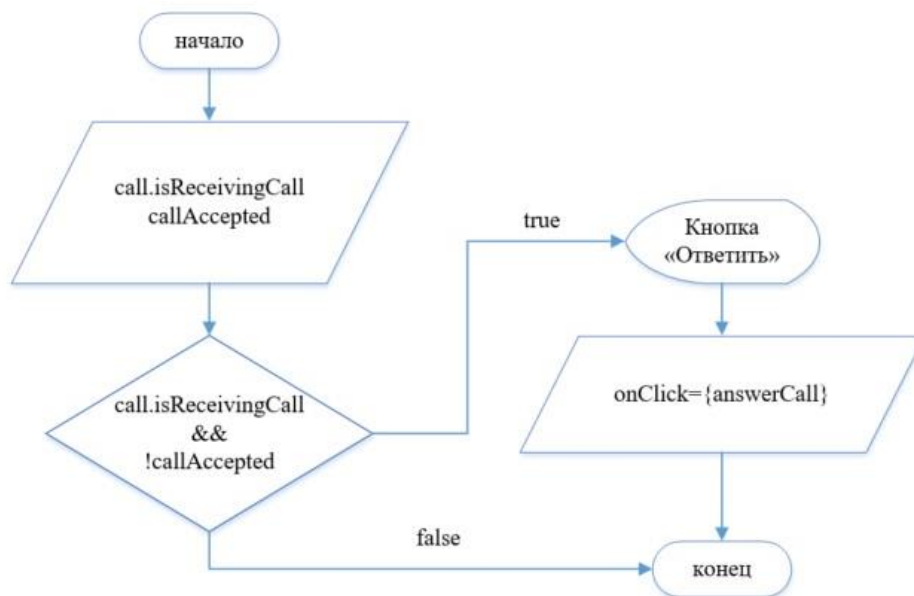 начало
call.isReceivingCall
callAccepted
true
Кнопка
«Ответить»
call.isReceivingCall
&&
!callAccepted
onClick={answerCall}
false
конец